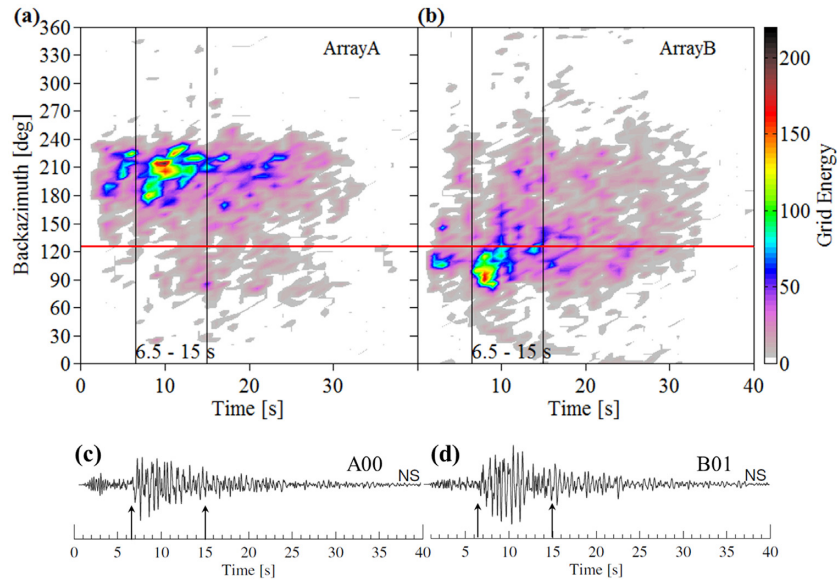 (a)
(b)
360
330
300
270
240
210
180
150
120
90
60
30
0
Backazimuth [deg]
ArrayA
ArrayB
6.5 - 15 s
6.5 - 15 s
0 10 20 30
10 20 30 40
Time [s]
Time [s]
200
150
100
50
0
Grid Energy
(c)
A00
NS
(d)
B01
NS
0 5 10 15 20 25 30 35 40
20 25 30 35 40
0 5 10 15
Time [s]
Time [s]